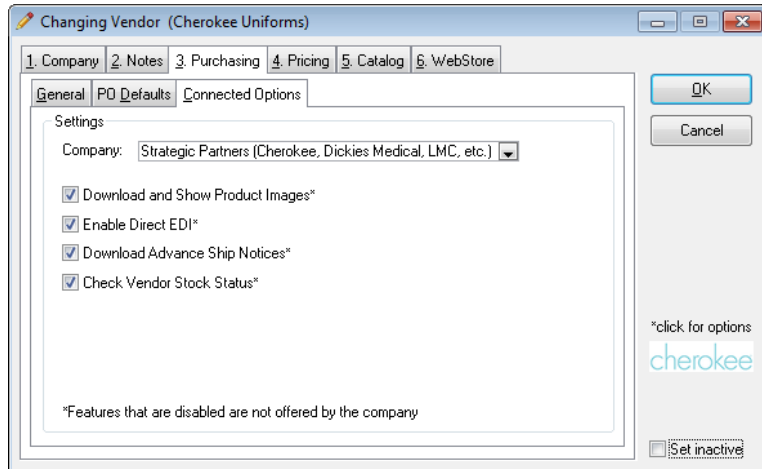 Changing Vendor (Cherokee Uniforms)
1. Company 2. Notes 3. Purchasing 4. Pricing 5. Catalog 6. WebStore
General PO Defaults Connected Options
OK
Settings
Company: Strategic Partners (Cherokee, Dickies Medical, LMC, etc.)
Cancel
Download and Show Product Images*
Enable Direct EDI*
Download Advance Ship Notices*
Check Vendor Stock Status*
*click for options
cherokee
*Features that are disabled are not offered by the company
Set inactive